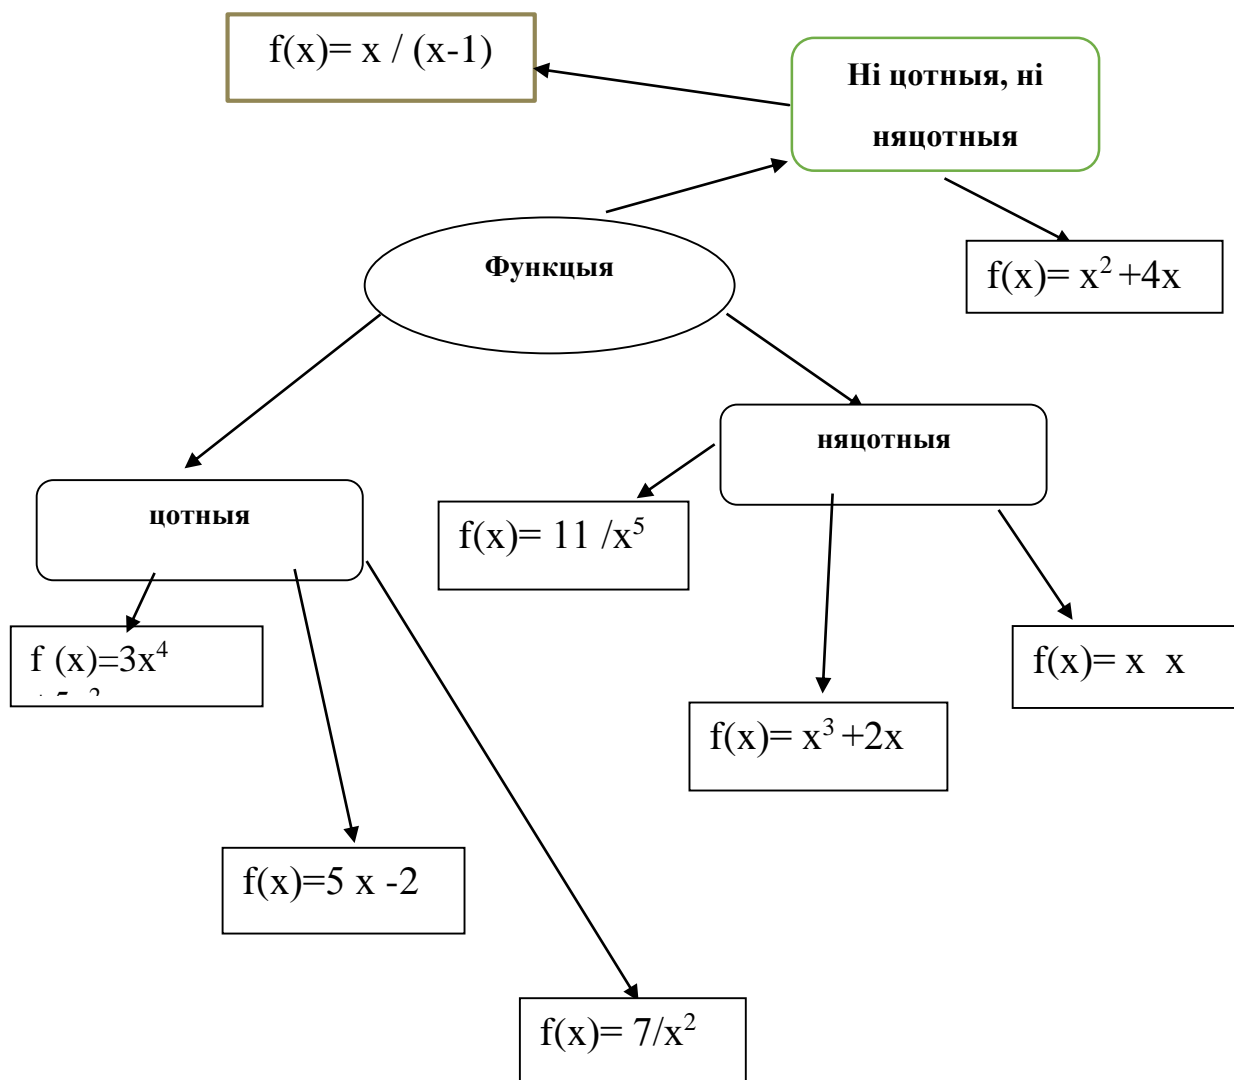 f(x)= x / (x-1)
Ні цотныя, ні
няцотныя
Функцыя
f(x)= x² +4x
няцотныя
цотныя
f(x)= 11 /x⁵
f (x)=3x⁴
f(x)= x x
f(x)= x³ +2x
f(x)=5 x -2
f(x)= 7/x²